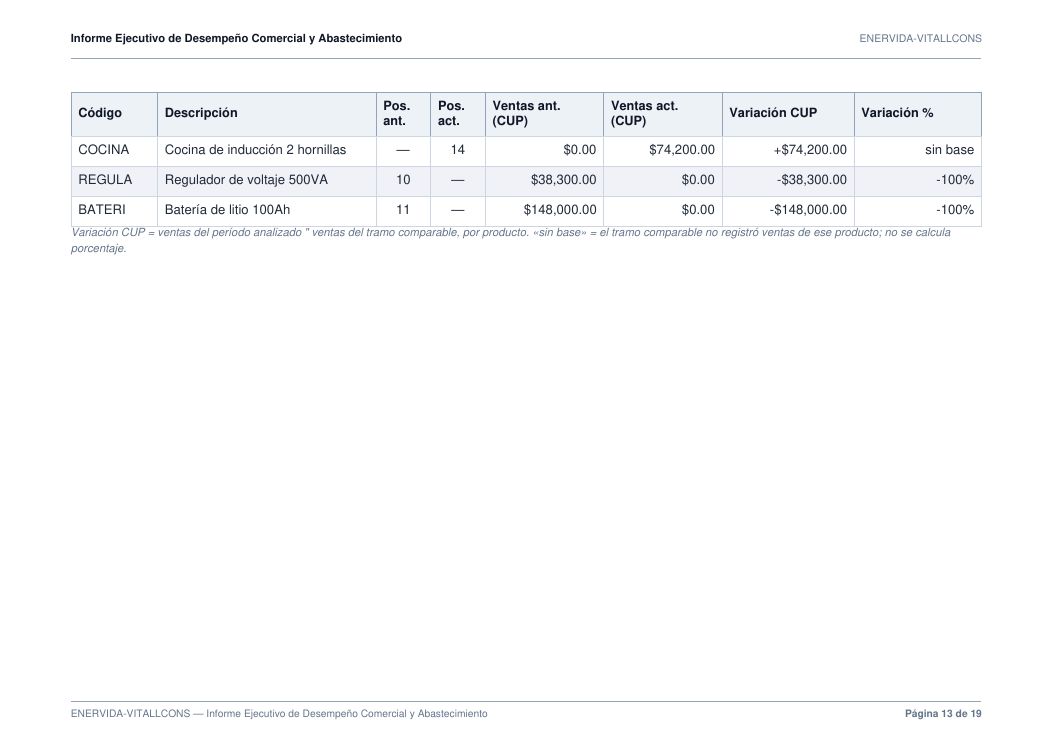 Informe Ejecutivo de Desempeño Comercial y Abastecimiento ENERVIDA-VITALLCONS
Código Descripción Pos. ant. Pos. act. Ventas ant. (CUP) Ventas act. (CUP) Variación CUP Variación %
COCINA Cocina de inducción 2 hornillas — 14 $0.00 $74,200.00 +$74,200.00 sin base
REGULA Regulador de voltaje 500VA 10 — $38,300.00 $0.00 -$38,300.00 -100%
BATERI Batería de litio 100Ah 11 — $148,000.00 $0.00 -$148,000.00 -100%
Variación CUP = ventas del periodo analizado " ventas del tramo comparable, por producto. «sin base» = el tramo comparable no registró ventas de ese producto; no se calcula
porcentaje.
ENERVIDA-VITALLCONS — Informe Ejecutivo de Desempeño Comercial y Abastecimiento Página 13 de 19